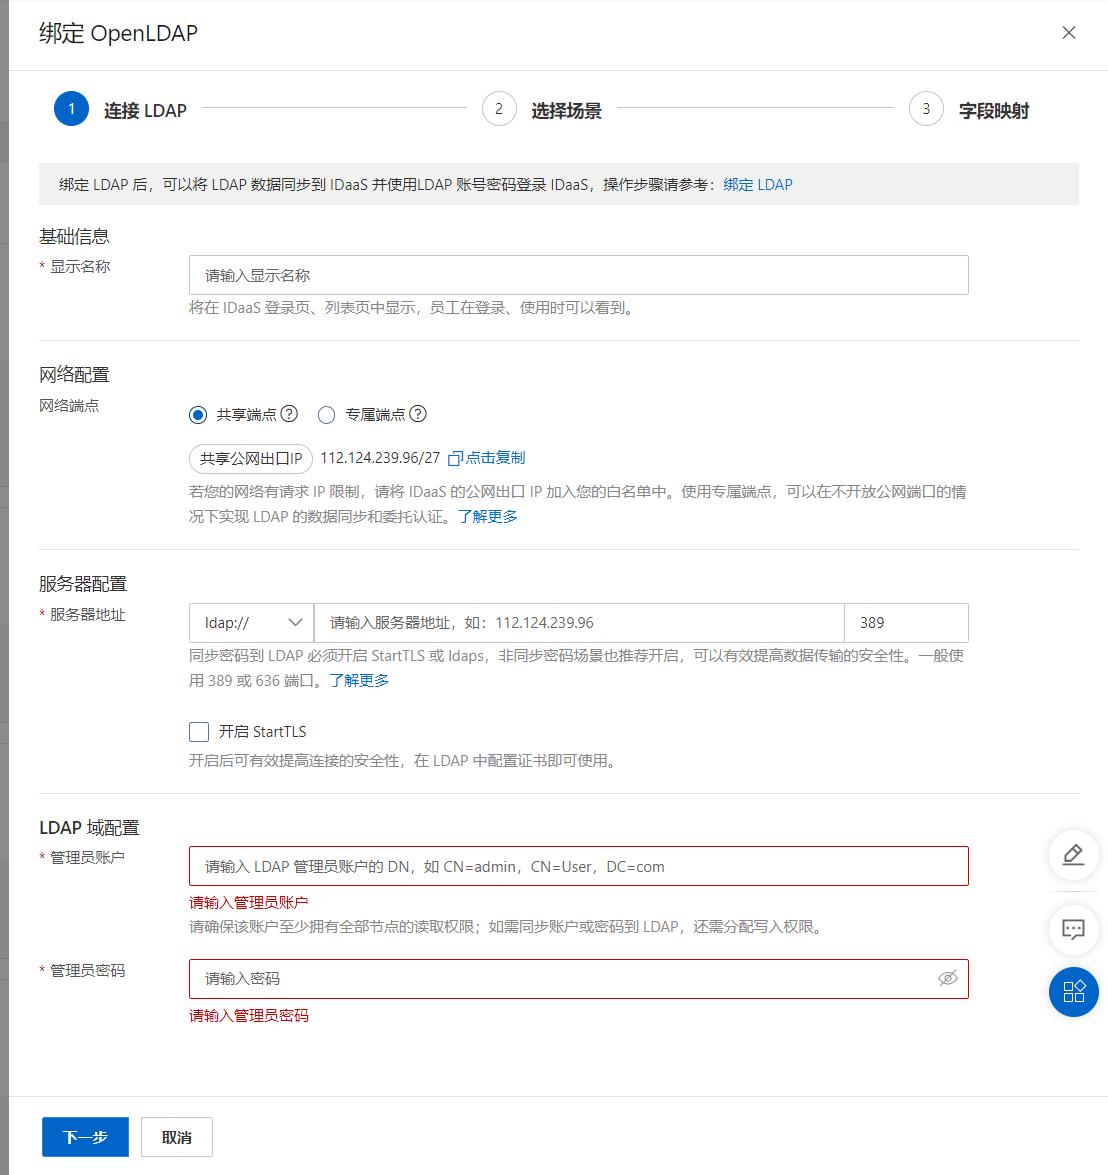 绑定 OpenLDAP
1 连接 LDAP 2 选择场景 3 字段映射
绑定 LDAP 后，可以将 LDAP 数据同步到 IDaaS 并使用LDAP 账号密码登录 IDaaS，操作步骤请参考：绑定 LDAP
基础信息
* 显示名称
请输入显示名称
将在 IDaaS 登录页、列表页中显示，员工在登录、使用时可以看到。
网络配置
网络端点
共享端点 ? 专属端点 ?
共享公网出口IP 112.124.239.96/27 点击复制
若您的网络有请求 IP 限制，请将 IDaaS 的公网出口 IP 加入您的白名单中。使用专属端点，可以在不开放公网端口的情
况下实现 LDAP 的数据同步和委托认证。了解更多
服务器配置
* 服务器地址
ldap:// 请输入服务器地址，如：112.124.239.96 389
同步密码到 LDAP 必须开启 StartTLS 或 ldaps，非同步密码场景也推荐开启，可以有效提高数据传输的安全性。一般使
用 389 或 636 端口。了解更多
开启 StartTLS
开启后可有效提高连接的安全性，在 LDAP 中配置证书即可使用。
LDAP 域配置
* 管理员账户
请输入 LDAP 管理员账户的 DN，如 CN=admin，CN=User，DC=com
请输入管理员账户
请确保该账户至少拥有全部节点的读取权限；如需同步账户或密码到 LDAP，还需分配写入权限。
* 管理员密码
请输入密码
请输入管理员密码
下一步 取消